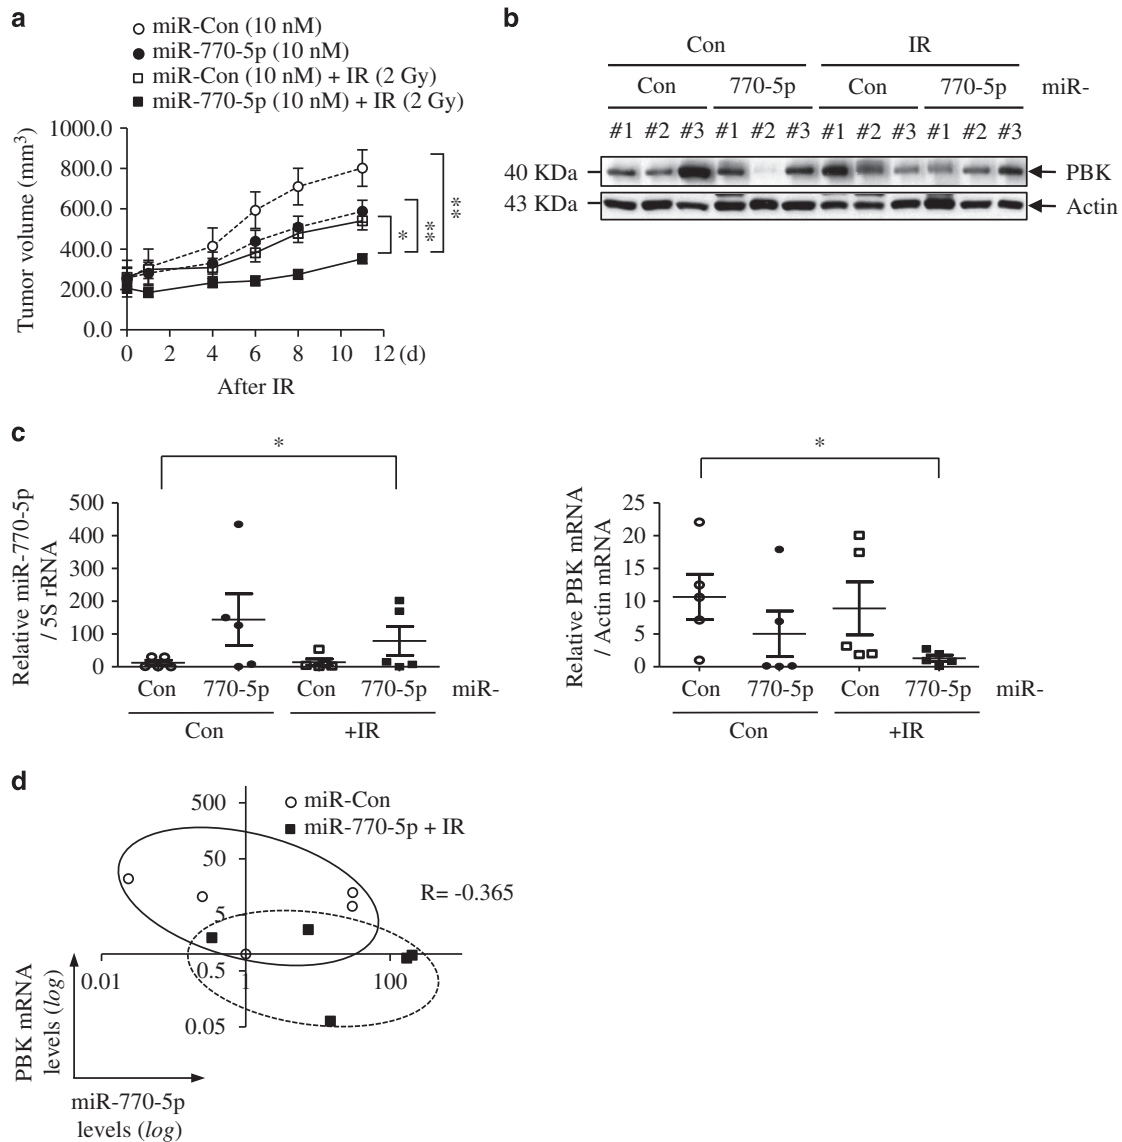 a
miR-Con (10 nM)
miR-770-5p (10 nM)
miR-Con (10 nM) + IR (2 Gy)
miR-770-5p (10 nM) + IR (2 Gy)
Tumor volume (mm³)
1000.0
800.0
600.0
400.0
200.0
0.0
0 2 4 6 8 10 12 (d)
After IR
* ** **
b
Con IR
Con 770-5p Con 770-5p miR-
#1 #2 #3 #1 #2 #3 #1 #2 #3 #1 #2 #3
40 KDa PBK
43 KDa Actin
c
*
Relative miR-770-5p
/ 5S rRNA
500
400
300
200
100
0
Con 770-5p Con 770-5p miR-
Con +IR
*
Relative PBK mRNA
/ Actin mRNA
25
20
15
10
5
0
Con 770-5p Con 770-5p miR-
Con +IR
d
miR-Con
miR-770-5p + IR
R= -0.365
500
50
5
0.5
0.05
0.01 1 100
PBK mRNA
levels (log)
miR-770-5p
levels (log)